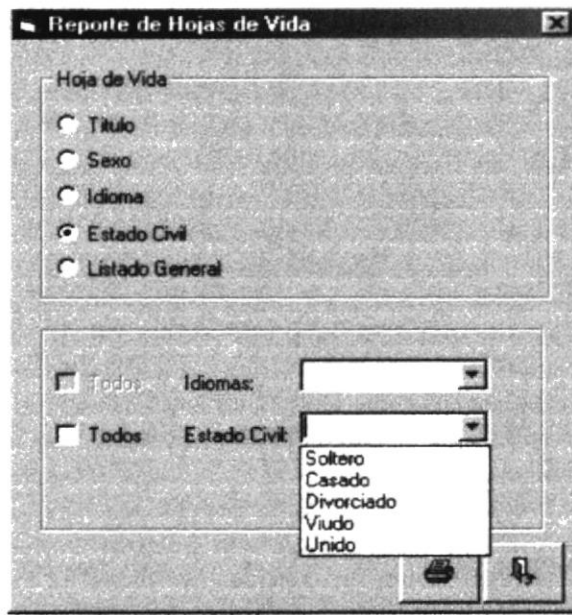 Reporte de Hojas de Vida
Hoja de Vida
Titulo
Sexo
Idioma
Estado Civil
Listado General
Todos Idiomas:
Todos Estado Civil:
Soltero
Casado
Divorciado
Viudo
Unido